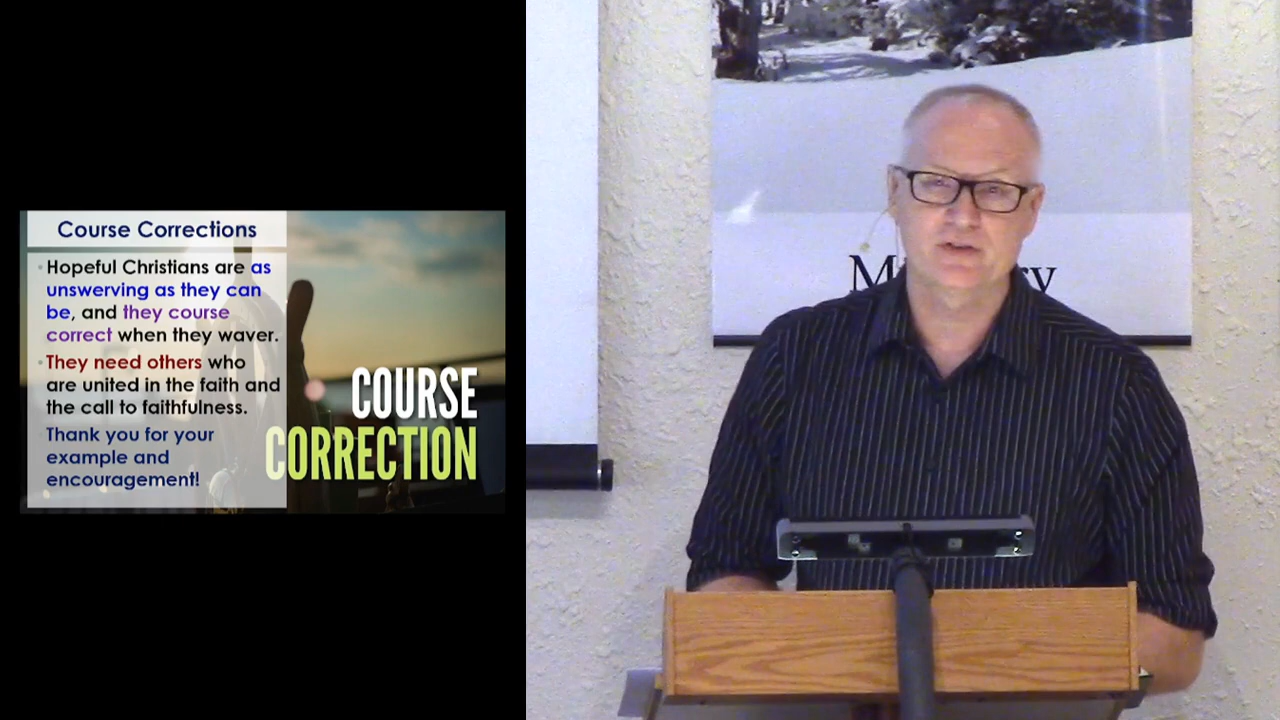 Course Corrections
Hopeful Christians are as
unswerving as they can
be, and they course
correct when they waver.
They need others who
are united in the faith and
the call to faithfulness.
Thank you for your
example and
encouragement!
COURSE
CORRECTION